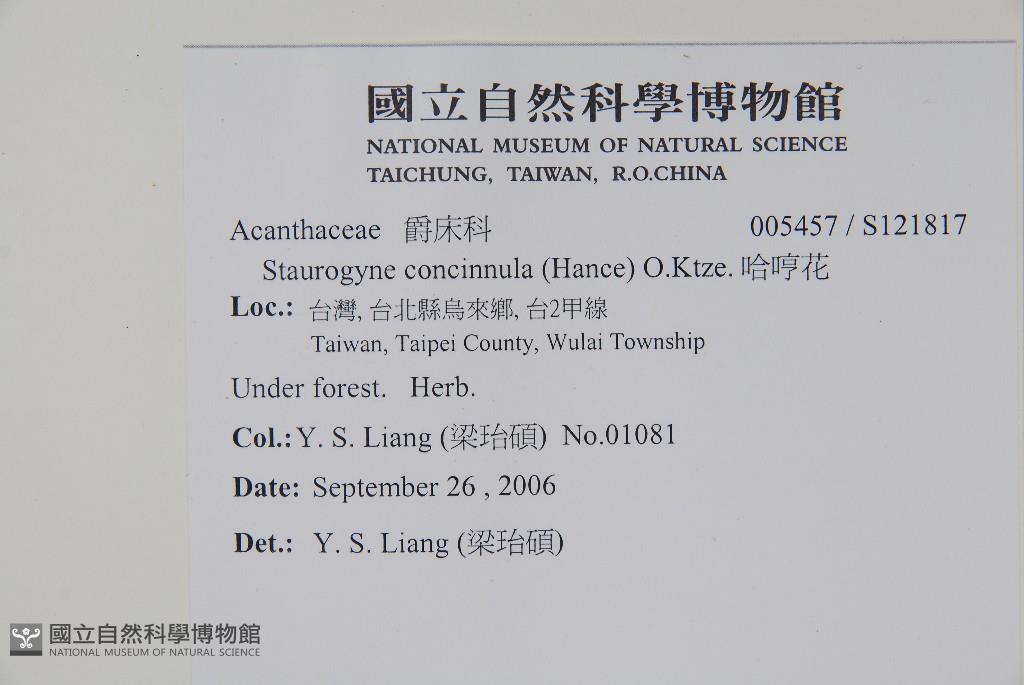 國立自然科學博物館
NATIONAL MUSEUM OF NATURAL SCIENCE
TAICHUNG, TAIWAN, R.O.CHINA
Acanthaceae 爵床科 005457 / S121817
Staurogyne concinnula (Hance) O.Ktze. 哈哼花
Loc.: 台灣, 台北縣烏來鄉, 台2甲線
Taiwan, Taipei County, Wulai Township
Under forest. Herb.
Col.: Y. S. Liang (梁珆碩) No.01081
Date: September 26 , 2006
Det.: Y. S. Liang (梁珆碩)
國立自然科學博物館
NATIONAL MUSEUM OF NATURAL SCIENCE